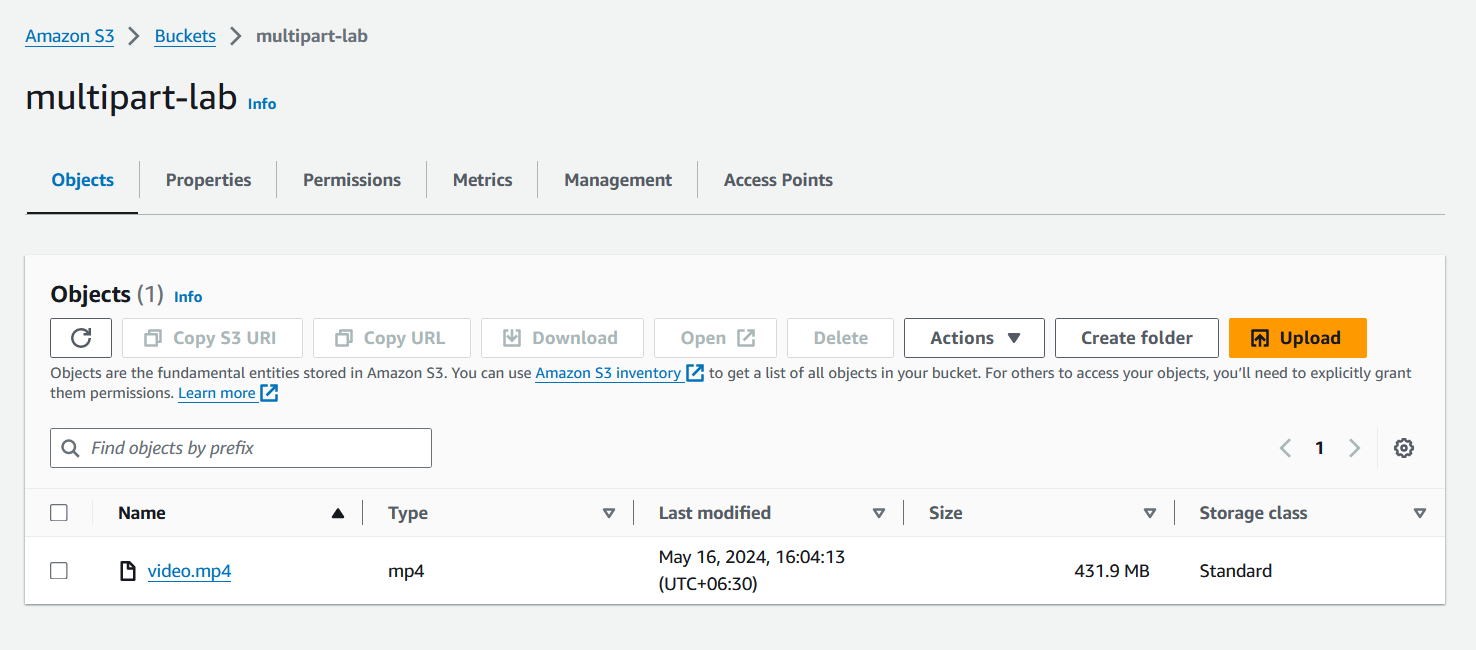 Amazon S3 > Buckets > multipart-lab
multipart-lab Info
Objects Properties Permissions Metrics Management Access Points
Objects (1) Info
Copy S3 URI Copy URL Download Open Delete Actions Create folder Upload
Objects are the fundamental entities stored in Amazon S3. You can use Amazon S3 inventory to get a list of all objects in your bucket. For others to access your objects, you’ll need to explicitly grant
them permissions. Learn more
Find objects by prefix 1
Name Type Last modified Size Storage class
video.mp4 mp4 May 16, 2024, 16:04:13 431.9 MB Standard
(UTC+06:30)